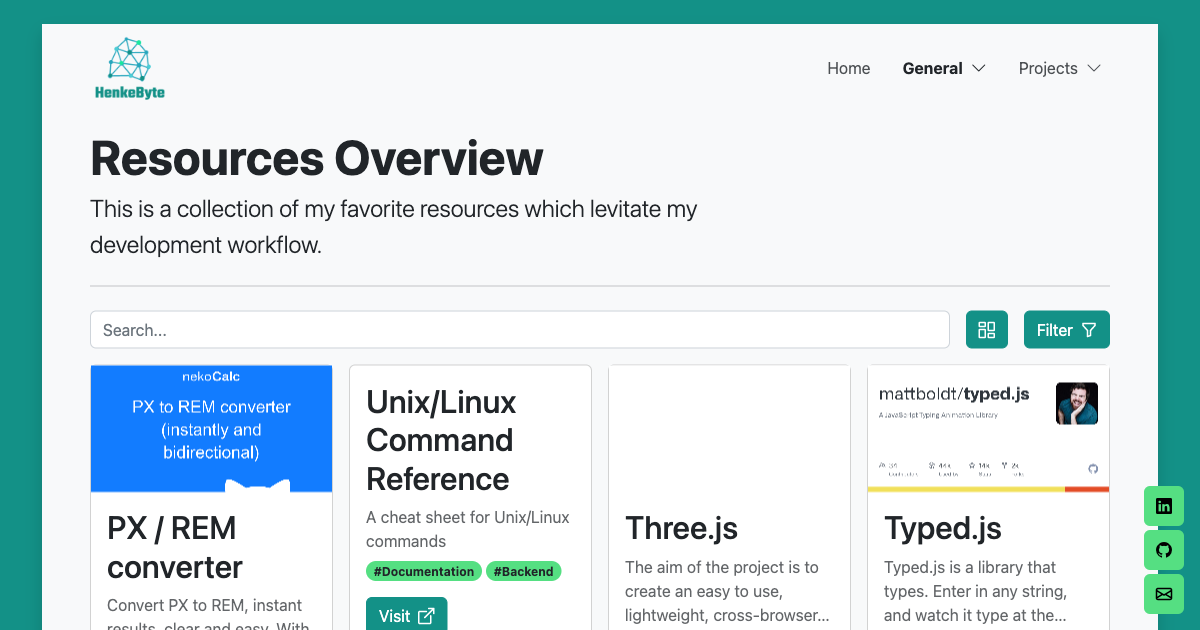 HenkeByte
Home
General
Projects
Resources Overview
This is a collection of my favorite resources which levitate my
development workflow.
Search...
Filter
nekoCalc
PX to REM converter
(instantly and
bidirectional)
PX / REM
converter
Convert PX to REM, instant
results, clear and easy. With
Unix/Linux
Command
Reference
A cheat sheet for Unix/Linux
commands
#Documentation #Backend
Visit
Three.js
The aim of the project is to
create an easy to use,
lightweight, cross-browser...
mattboldt/typed.js
A JavaScript Typing Animation Library
Typed.js
Typed.js is a library that
types. Enter in any string,
and watch it type at the...